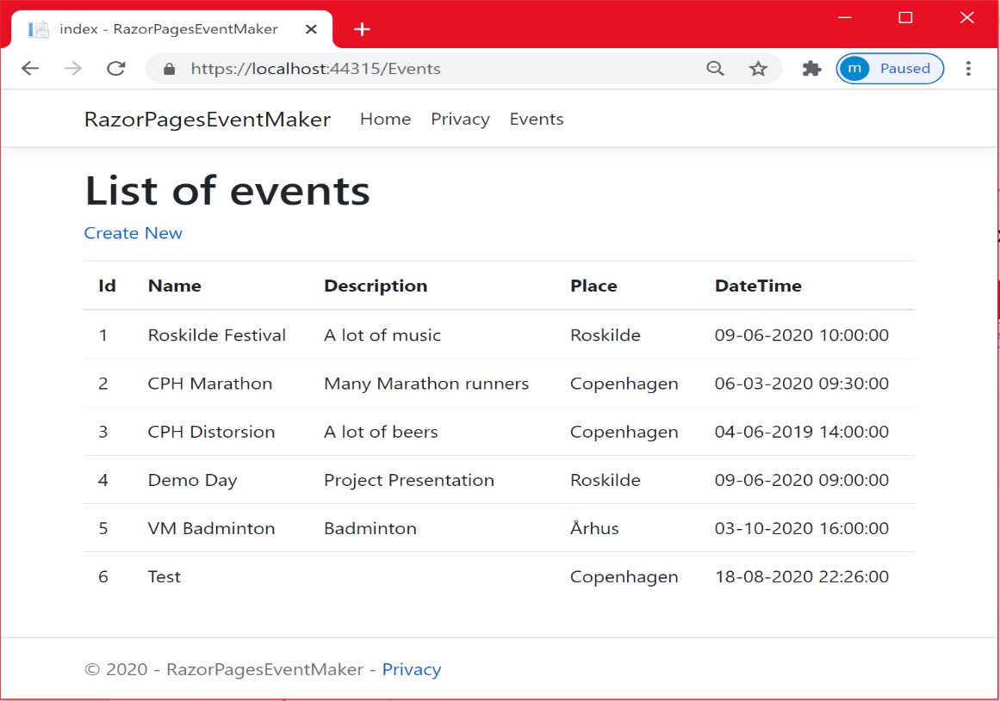 index - RazorPagesEventMaker
https://localhost:44315/Events
m Paused
RazorPagesEventMaker Home Privacy Events
List of events
Create New
Id Name Description Place DateTime
1 Roskilde Festival A lot of music Roskilde 09-06-2020 10:00:00
2 CPH Marathon Many Marathon runners Copenhagen 06-03-2020 09:30:00
3 CPH Distorsion A lot of beers Copenhagen 04-06-2019 14:00:00
4 Demo Day Project Presentation Roskilde 09-06-2020 09:00:00
5 VM Badminton Badminton Århus 03-10-2020 16:00:00
6 Test Copenhagen 18-08-2020 22:26:00
© 2020 - RazorPagesEventMaker - Privacy